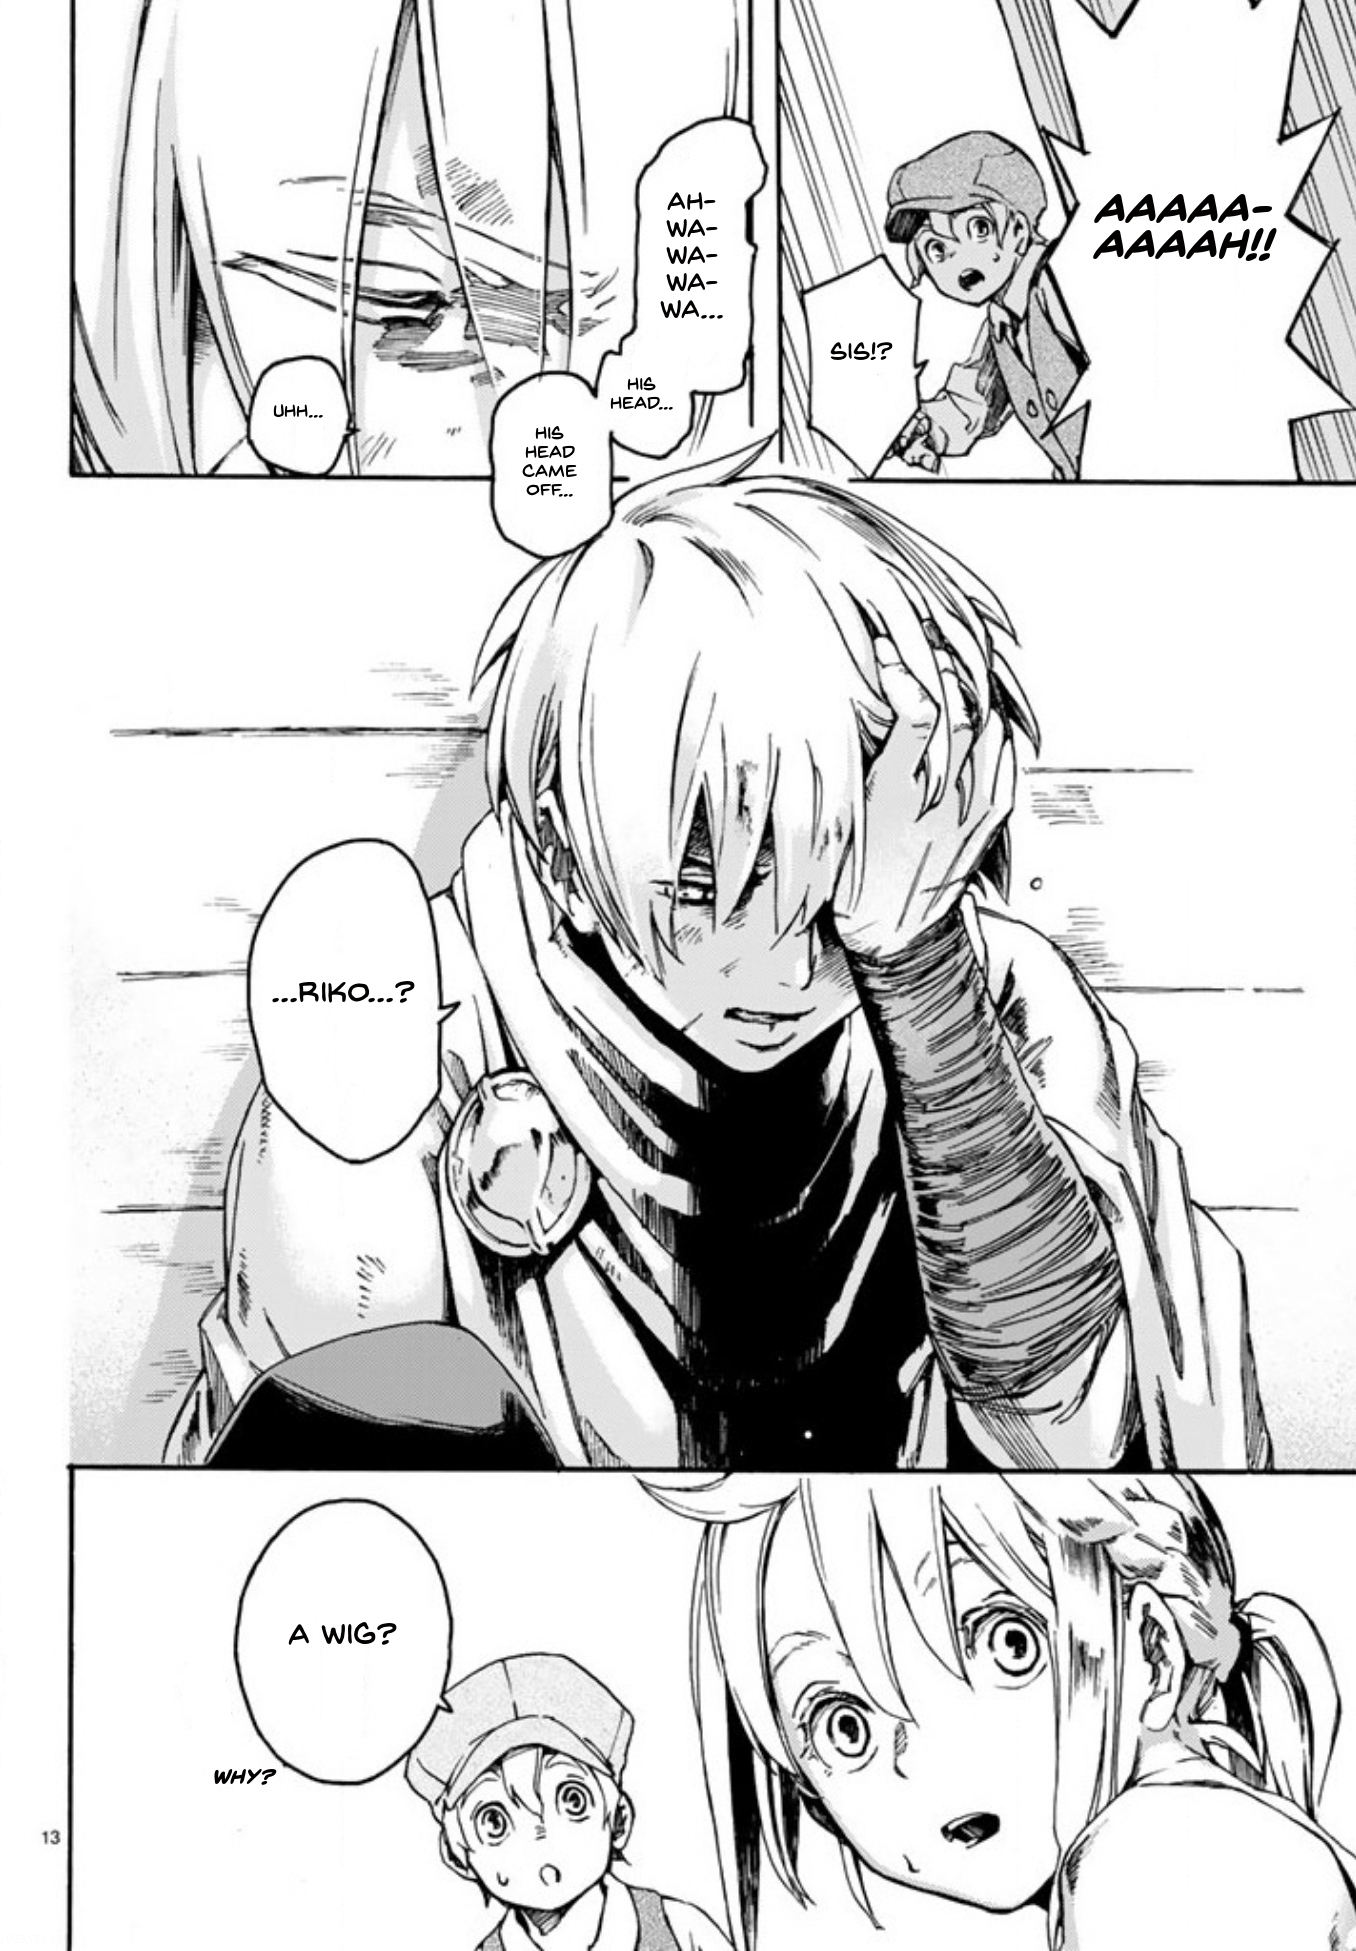 AAAAA-
AAAAH!!
SIS!?
AH-
WA-
WA-
WA-
WA...
HIS
HEAD...
HIS
HEAD
CAME
OFF...
UHH...
...RIKO...?
A WIG?
WHY?
13